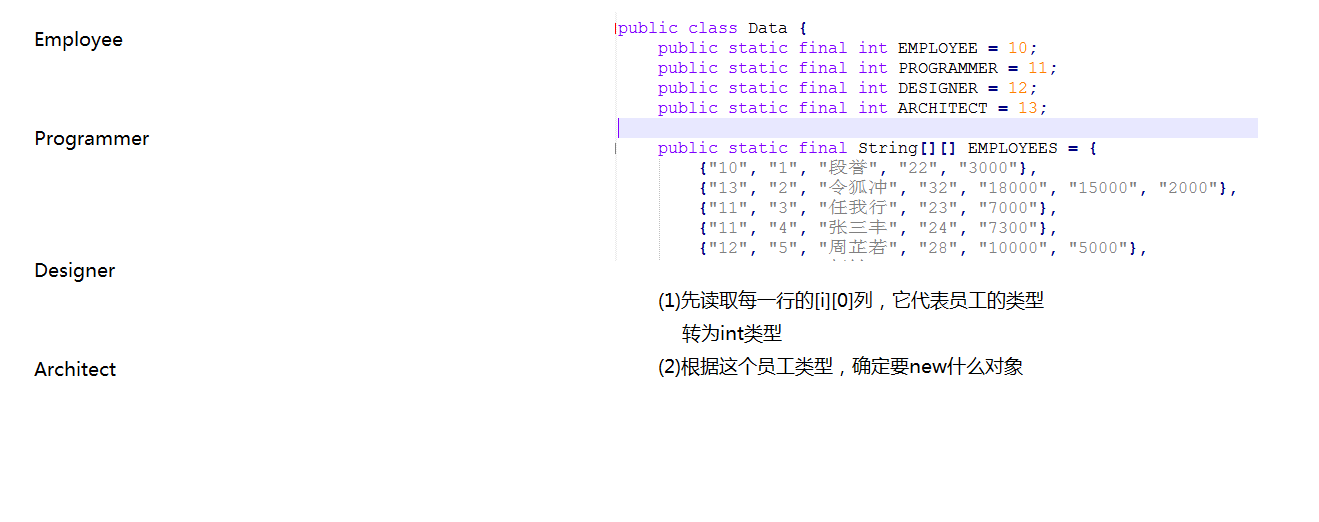 Employee
Programmer
Designer
Architect
public class Data {
public static final int EMPLOYEE = 10;
public static final int PROGRAMMER = 11;
public static final int DESIGNER = 12;
public static final int ARCHITECT = 13;
public static final String[][] EMPLOYEES = {
{"10", "1", "段誉", "22", "3000"},
{"13", "2", "令狐冲", "32", "18000", "15000", "2000"},
{"11", "3", "任我行", "23", "7000"},
{"11", "4", "张三丰", "24", "7300"},
{"12", "5", "周芷若", "28", "10000", "5000"},
(1)先读取每一行的[i][0]列，它代表员工的类型
转为int类型
(2)根据这个员工类型，确定要new什么对象